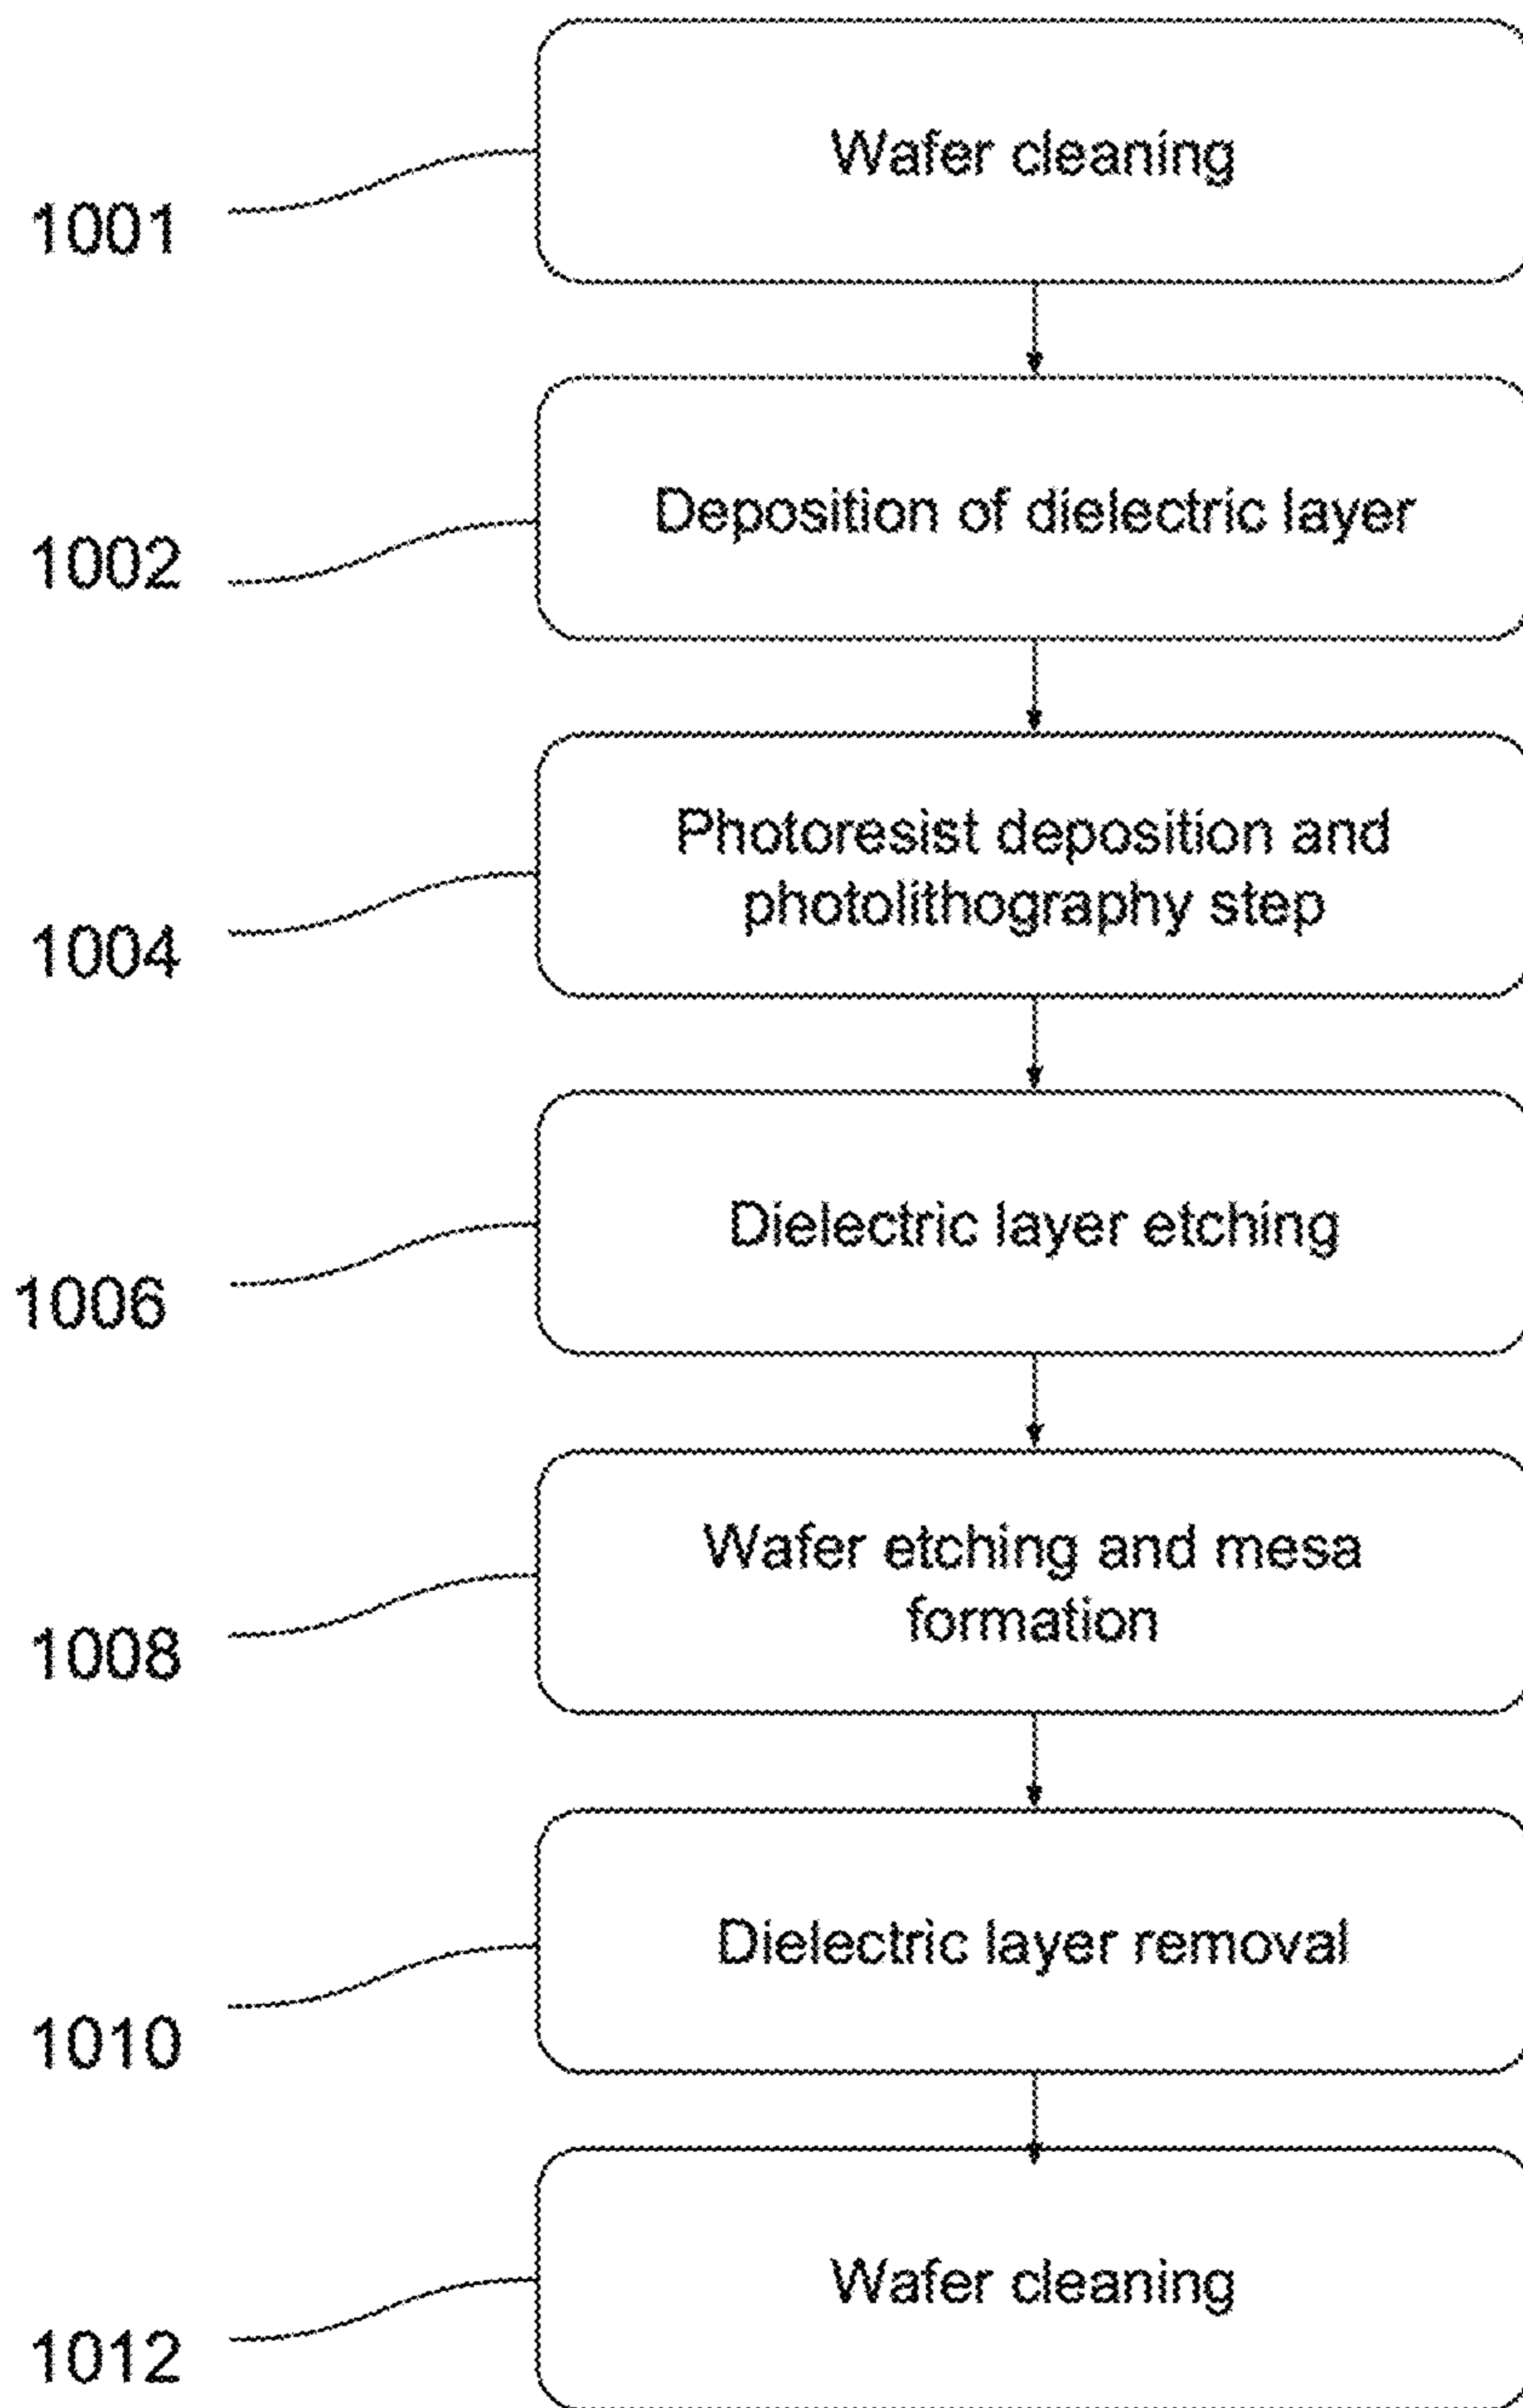 1001
Wafer cleaning
1002
Deposition of dielectric layer
1004
Photoresist deposition and
photolithography step
1006
Dielectric layer etching
1008
Wafer etching and mesa
formation
1010
Dielectric layer removal
1012
Wafer cleaning